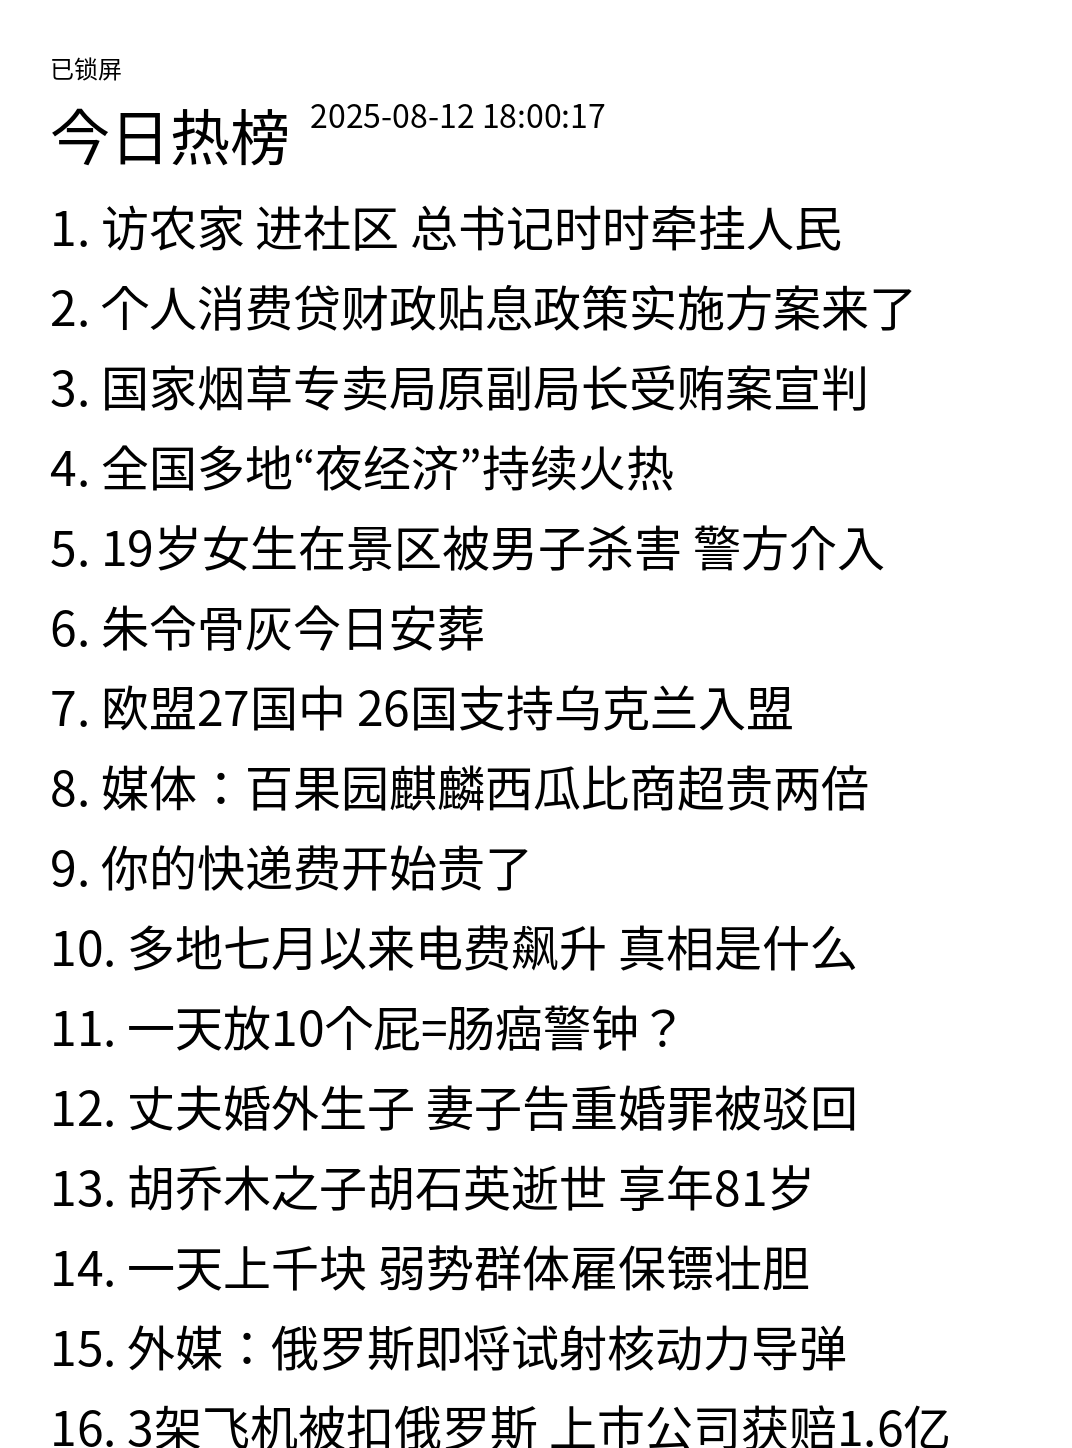 已锁屏
今日热榜 2025-08-12 18:00:17
1. 访农家 进社区 总书记时时牵挂人民
2. 个人消费贷财政贴息政策实施方案来了
3. 国家烟草专卖局原副局长受贿案宣判
4. 全国多地“夜经济”持续火热
5. 19岁女生在景区被男子杀害 警方介入
6. 朱令骨灰今日安葬
7. 欧盟27国中 26国支持乌克兰入盟
8. 媒体：百果园麒麟西瓜比商超贵两倍
9. 你的快递费开始贵了
10. 多地七月以来电费飙升 真相是什么
11. 一天放10个屁=肠癌警钟？
12. 丈夫婚外生子 妻子告重婚罪被驳回
13. 胡乔木之子胡石英逝世 享年81岁
14. 一天上千块 弱势群体雇保镖壮胆
15. 外媒：俄罗斯即将试射核动力导弹
16. 3架飞机被扣俄罗斯 上市公司获赔1.6亿